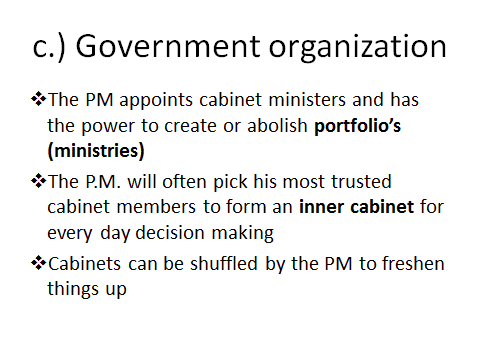 c.) Government organization
❖The PM appoints cabinet ministers and has
the power to create or abolish portfolio’s
(ministries)
❖The P.M. will often pick his most trusted
cabinet members to form an inner cabinet for
every day decision making
❖Cabinets can be shuffled by the PM to freshen
things up